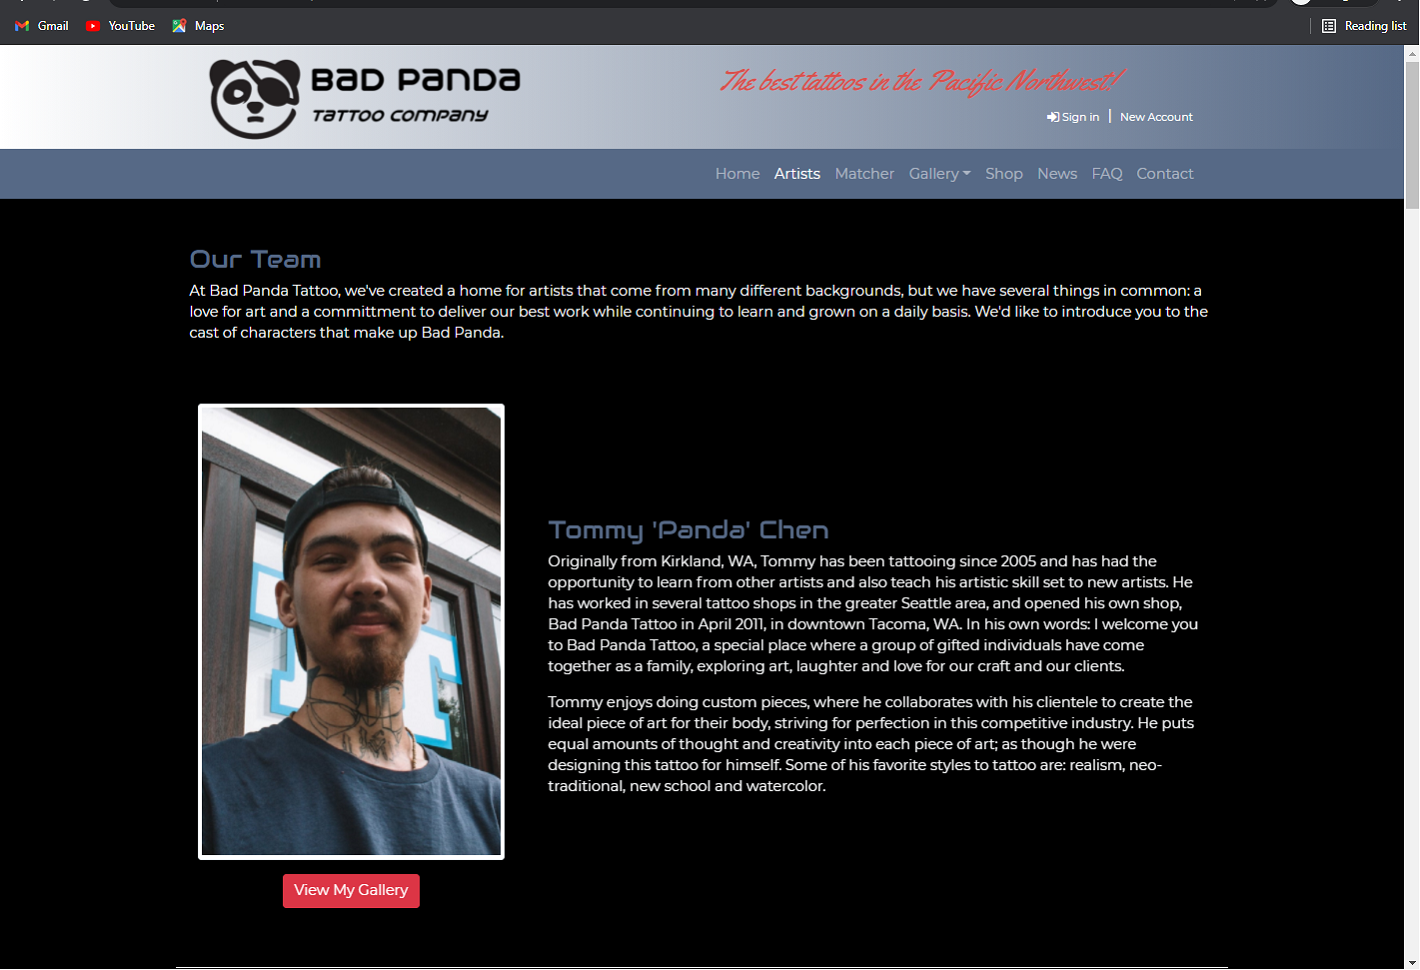 Gmail YouTube Maps Reading list
BAD PANDA
TATTOO COMPANY
The best tattoos in the Pacific Northwest!
Sign in | New Account
Home Artists Matcher Gallery Shop News FAQ Contact
Our Team
At Bad Panda Tattoo, we've created a home for artists that come from many different backgrounds, but we have several things in common: a
love for art and a committment to deliver our best work while continuing to learn and grown on a daily basis. We'd like to introduce you to the
cast of characters that make up Bad Panda.
Tommy 'Panda' Chen
Originally from Kirkland, WA, Tommy has been tattooing since 2005 and has had the
opportunity to learn from other artists and also teach his artistic skill set to new artists. He
has worked in several tattoo shops in the greater Seattle area, and opened his own shop,
Bad Panda Tattoo in April 2011, in downtown Tacoma, WA. In his own words: I welcome you
to Bad Panda Tattoo, a special place where a group of gifted individuals have come
together as a family, exploring art, laughter and love for our craft and our clients.
Tommy enjoys doing custom pieces, where he collaborates with his clientele to create the
ideal piece of art for their body, striving for perfection in this competitive industry. He puts
equal amounts of thought and creativity into each piece of art; as though he were
designing this tattoo for himself. Some of his favorite styles to tattoo are: realism, neo-
traditional, new school and watercolor.
View My Gallery